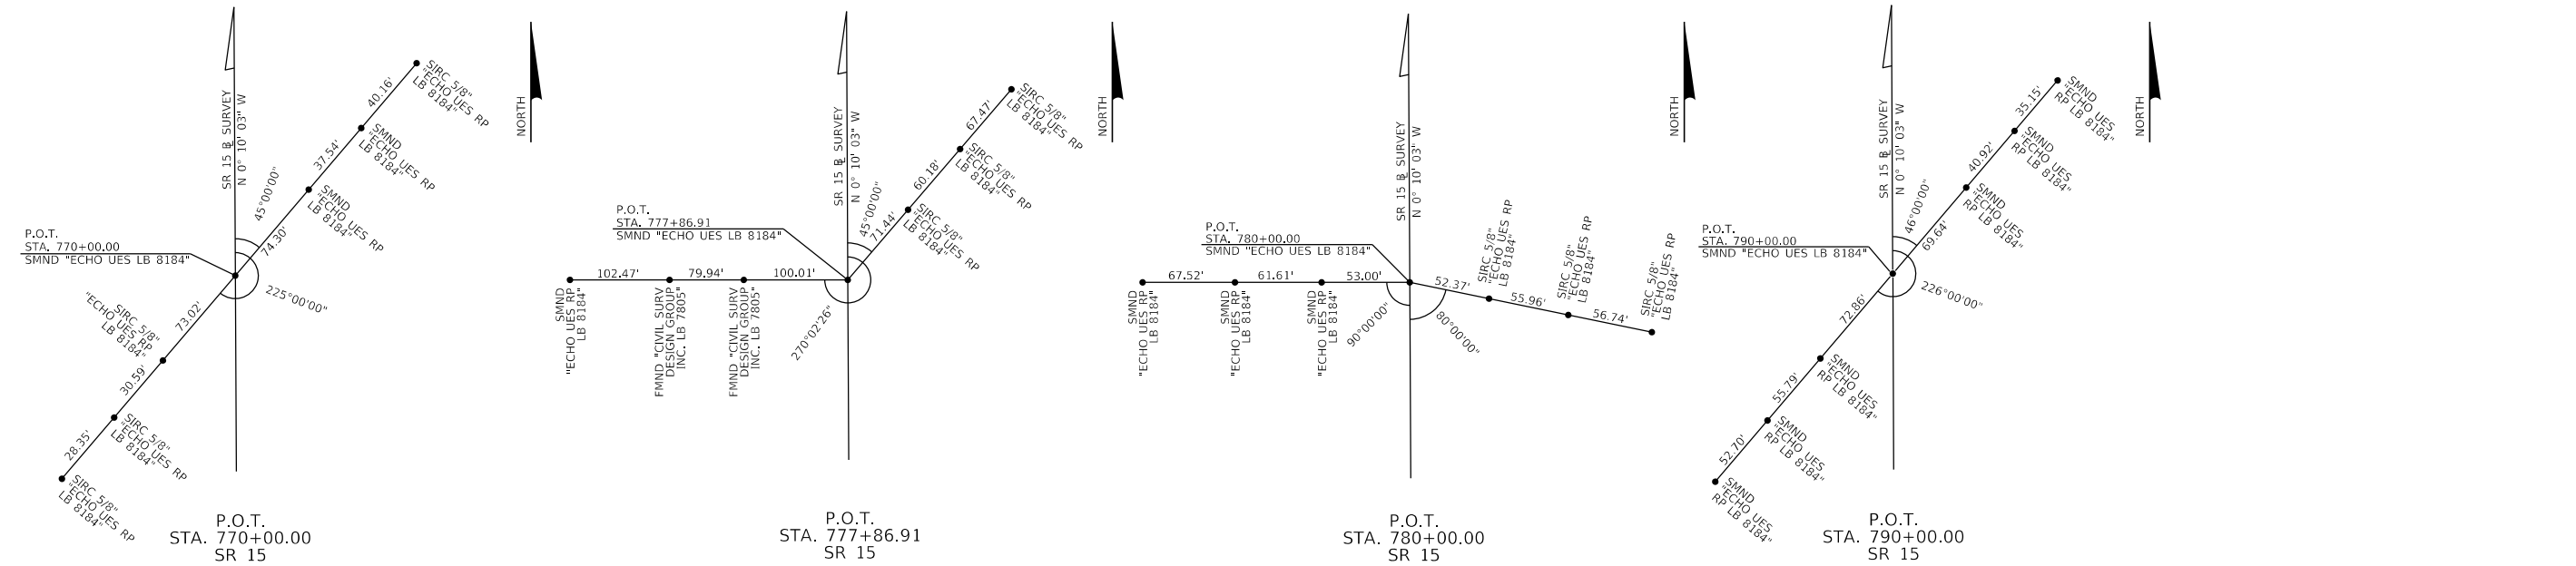 SR 15 B SURVEY
N 0° 10' 03" W
NORTH
40.16'
SIRC 5/8"
"ECHO UES RP
LB 8184"
37.54'
SMND
"ECHO UES RP
LB 8184"
45°00'00"
74.30'
SMND
"ECHO UES RP
LB 8184"
P.O.T.
STA. 770+00.00
SMND "ECHO UES LB 8184"
225°00'00"
73.02'
SIRC 5/8"
"ECHO UES RP
LB 8184"
30.59'
SIRC 5/8"
"ECHO UES RP
LB 8184"
28.35'
SIRC 5/8"
"ECHO UES RP
LB 8184"
P.O.T.
STA. 770+00.00
SR 15
SR 15 B SURVEY
N 0° 10' 03" W
NORTH
67.47'
SIRC 5/8"
"ECHO UES RP
LB 8184"
60.18'
SIRC 5/8"
"ECHO UES RP
LB 8184"
45°00'00"
71.44'
SIRC 5/8"
"ECHO UES RP
LB 8184"
P.O.T.
STA. 777+86.91
SMND "ECHO UES LB 8184"
102.47'
79.94'
100.01'
SMND
"ECHO UES RP
LB 8184"
FMND "CIVIL SURV
DESIGN GROUP
INC. LB 7805"
FMND "CIVIL SURV
DESIGN GROUP
INC. LB 7805"
270°02'26"
P.O.T.
STA. 777+86.91
SR 15
SR 15 B SURVEY
N 0° 10' 03" W
NORTH
P.O.T.
STA. 780+00.00
SMND "ECHO UES LB 8184"
67.52'
61.61'
53.00'
SMND
"ECHO UES RP
LB 8184"
SMND
"ECHO UES RP
LB 8184"
SMND
"ECHO UES RP
LB 8184"
90°00'00"
80°00'00"
52.37'
SIRC 5/8"
"ECHO UES RP
LB 8184"
55.96'
SIRC 5/8"
"ECHO UES RP
LB 8184"
56.74'
SIRC 5/8"
"ECHO UES RP
LB 8184"
P.O.T.
STA. 780+00.00
SR 15
SR 15 B SURVEY
N 0° 10' 03" W
NORTH
35.15'
SMND
"ECHO UES
RP LB 8184"
40.92'
SMND
"ECHO UES
RP LB 8184"
46°00'00"
69.64'
SMND
"ECHO UES
RP LB 8184"
P.O.T.
STA. 790+00.00
SMND "ECHO UES LB 8184"
226°00'00"
72.86'
SMND
"ECHO UES
RP LB 8184"
55.79'
SMND
"ECHO UES
RP LB 8184"
52.70'
SMND
"ECHO UES
RP LB 8184"
P.O.T.
STA. 790+00.00
SR 15